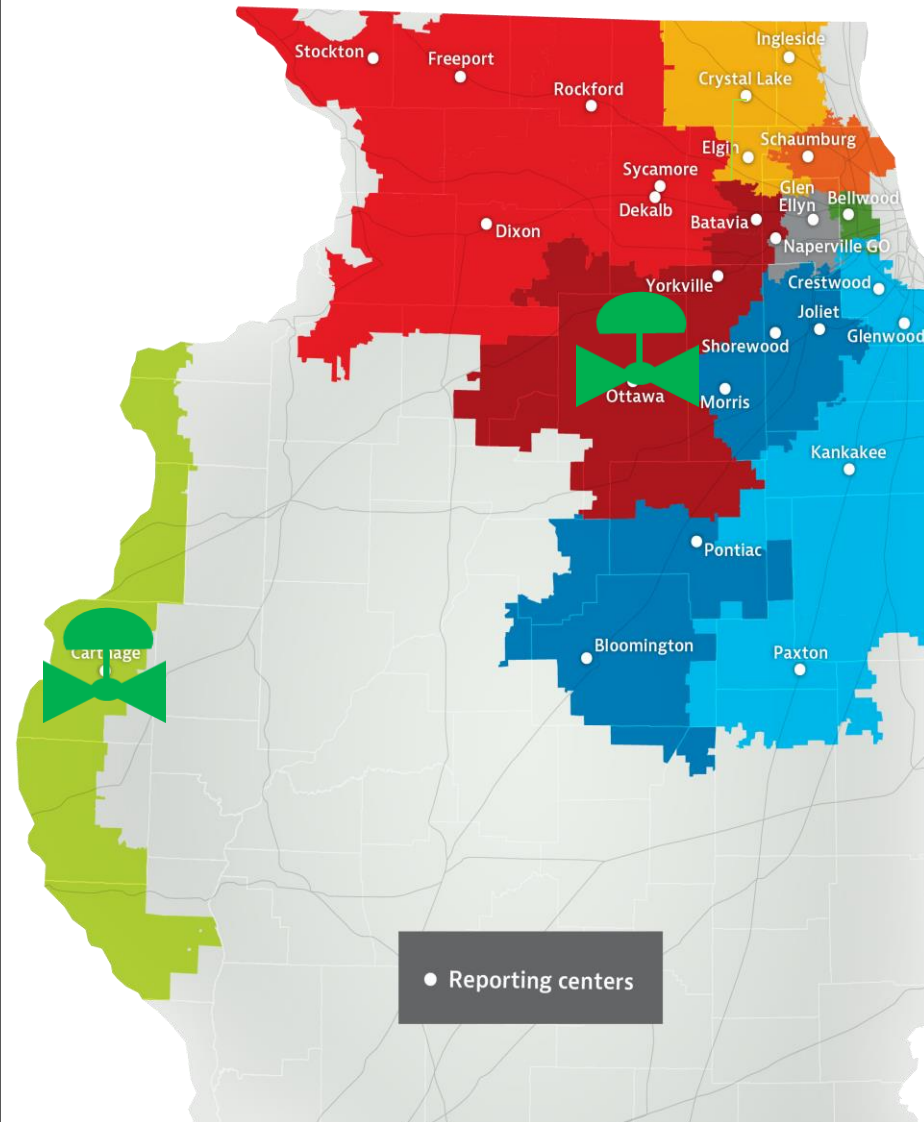 Ingleside
Stockton
Freeport
Crystal Lake
Rockford
Elgin
Schaumburg
Sycamore
Dekalb
Glen
Ellyn
Bellwood
Batavia
Dixon
Naperville GO
Yorkville
Crestwood
Joliet
Shorewood
Glenwood
Ottawa
Morris
Kankakee
Pontiac
Carthage
Bloomington
Paxton
Reporting centers